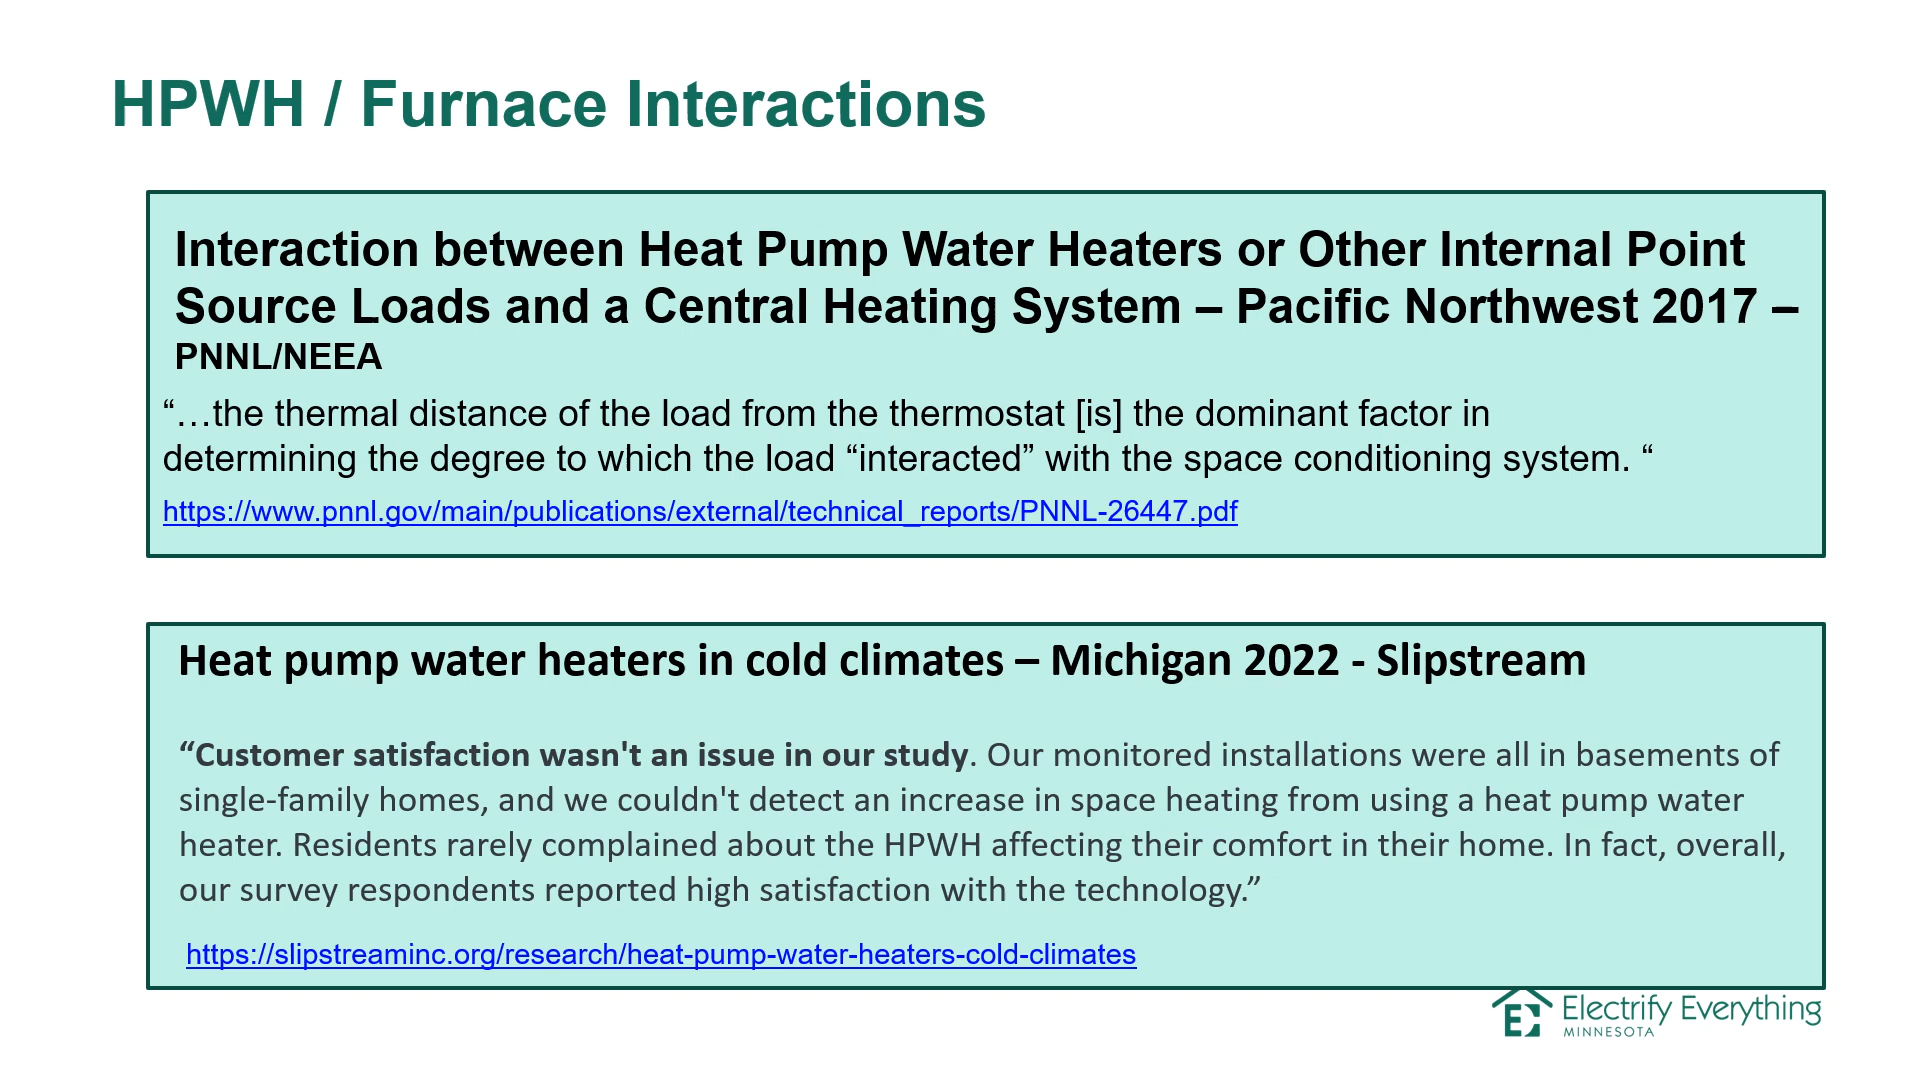 HPWH / Furnace Interactions
Interaction between Heat Pump Water Heaters or Other Internal Point
Source Loads and a Central Heating System – Pacific Northwest 2017 –
PNNL/NEEA
“…the thermal distance of the load from the thermostat [is] the dominant factor in
determining the degree to which the load “interacted” with the space conditioning system. “
https://www.pnnl.gov/main/publications/external/technical_reports/PNNL-26447.pdf
Heat pump water heaters in cold climates – Michigan 2022 - Slipstream
“Customer satisfaction wasn't an issue in our study. Our monitored installations were all in basements of
single-family homes, and we couldn't detect an increase in space heating from using a heat pump water
heater. Residents rarely complained about the HPWH affecting their comfort in their home. In fact, overall,
our survey respondents reported high satisfaction with the technology.”
https://slipstreaminc.org/research/heat-pump-water-heaters-cold-climates
Electrify Everything
MINNESOTA